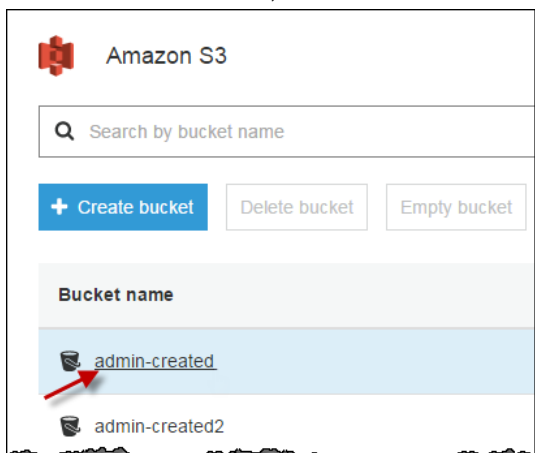 Amazon S3
Search by bucket name
Create bucket Delete bucket Empty bucket
Bucket name
admin-created
admin-created2